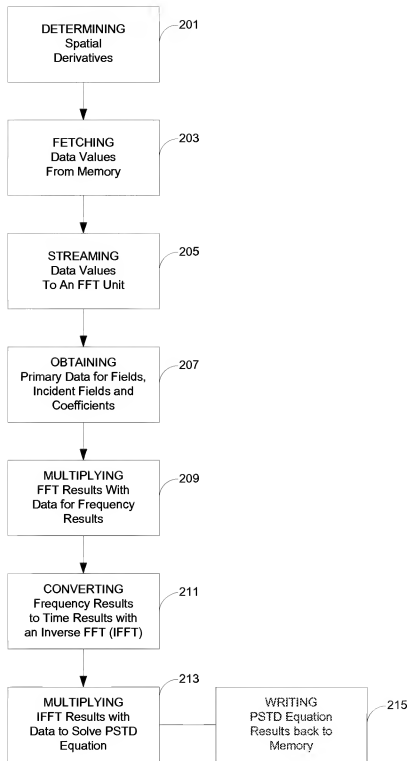 DETERMINING
Spatial
Derivatives
201
FETCHING
Data Values
From Memory
203
STREAMING
Data Values
To An FFT Unit
205
OBTAINING
Primary Data for Fields,
Incident Fields and
Coefficients
207
MULTIPLYING
FFT Results With
Data for Frequency
Results
209
CONVERTING
Frequency Results
to Time Results with
an Inverse FFT (IFFT)
211
MULTIPLYING
IFFT Results with
Data to Solve PSTD
Equation
213
WRITING
PSTD Equation
Results back to
Memory
215